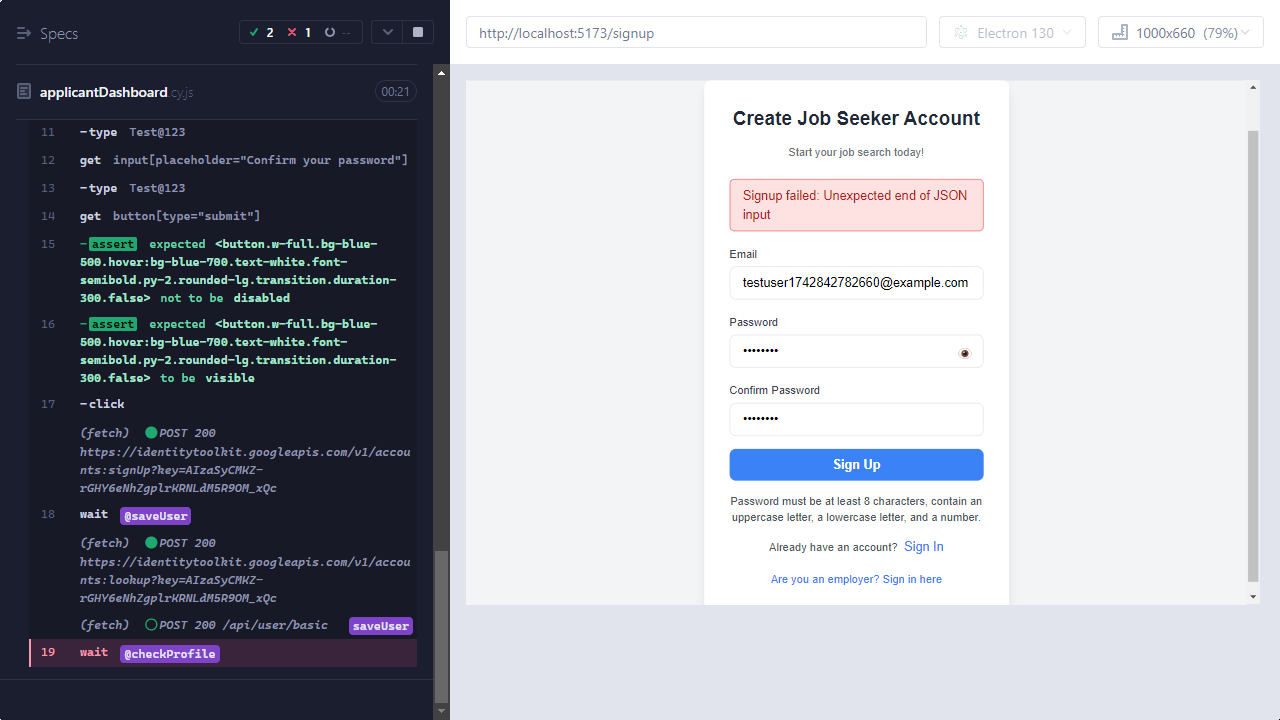 Specs
2
1
--
applicantDashboard.cy.js
00:21
11 -type Test@123
12 get input[placeholder="Confirm your password"]
13 -type Test@123
14 get button[type="submit"]
15 -assert expected <button.w-full.bg-blue-
500.hover:bg-blue-700.text-white.font-
semibold.py-2.rounded-lg.transition.duration-
300.false> not to be disabled
16 -assert expected <button.w-full.bg-blue-
500.hover:bg-blue-700.text-white.font-
semibold.py-2.rounded-lg.transition.duration-
300.false> to be visible
17 -click
(fetch) POST 200
https://identitytoolkit.googleapis.com/v1/accou
nts:signUp?key=AIzaSyCMKZ-
rGHY6eNhZgplrKRNLdM5R9OM_xQc
18 wait @saveUser
(fetch) POST 200
https://identitytoolkit.googleapis.com/v1/accou
nts:lookup?key=AIzaSyCMKZ-
rGHY6eNhZgplrKRNLdM5R9OM_xQc
(fetch) POST 200 /api/user/basic saveUser
19 wait @checkProfile
http://localhost:5173/signup
Electron 130
1000x660 (79%)
Create Job Seeker Account
Start your job search today!
Signup failed: Unexpected end of JSON
input
Email
testuser1742842782660@example.com
Password
••••••••
Confirm Password
••••••••
Sign Up
Password must be at least 8 characters, contain an
uppercase letter, a lowercase letter, and a number.
Already have an account? Sign In
Are you an employer? Sign in here